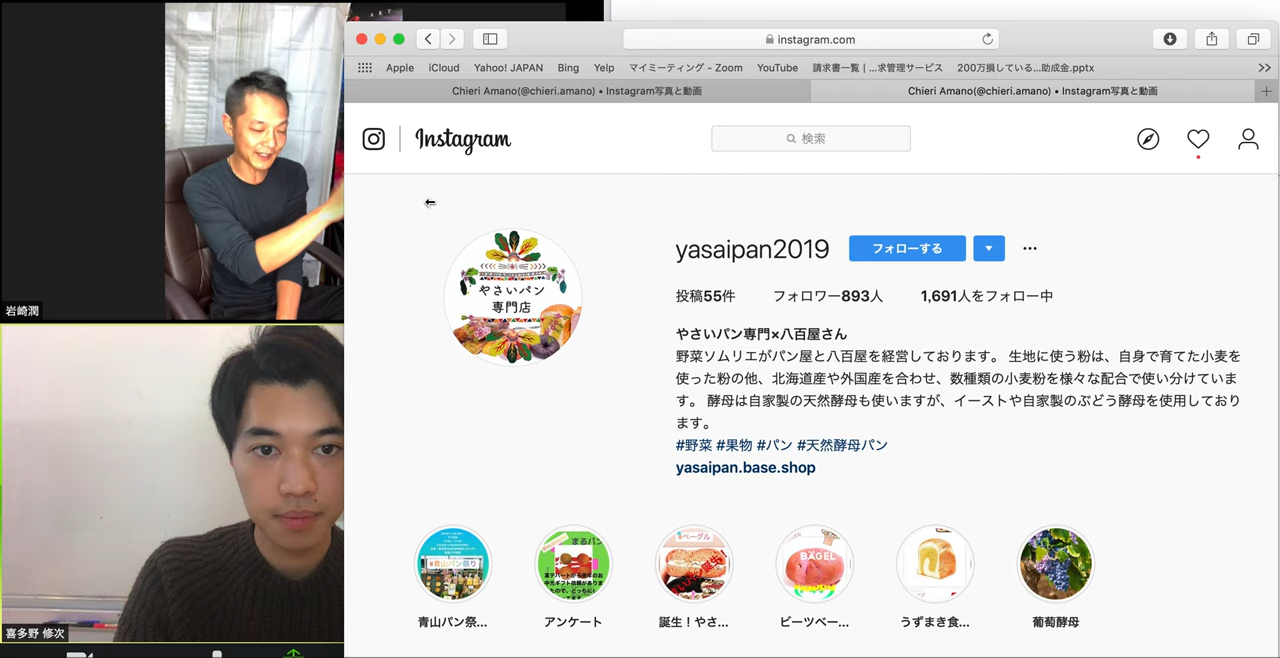 instagram.com
Apple iCloud Yahoo! JAPAN Bing Yelp マイミーティング - Zoom YouTube 請求書一覧 | ...求管理サービス 200万損している...助成金.pptx
Chieri Amano(@chieri.amano) • Instagram写真と動画 Chieri Amano(@chieri.amano) • Instagram写真と動画
Instagram
検索
yasaipan2019 フォローする
投稿55件 フォロワー893人 1,691人をフォロー中
やさいパン専門×八百屋さん
野菜ソムリエがパン屋と八百屋を経営しております。 生地に使う粉は、自身で育てた小麦を
使った粉の他、北海道産や外国産を合わせ、数種類の小麦粉を様々な配合で使い分けていま
す。 酵母は自家製の天然酵母も使いますが、イーストや自家製のぶどう酵母を使用しており
ます。
#野菜 #果物 #パン #天然酵母パン
yasaipan.base.shop
やさいパン
専門店
#青山パン祭り
まるパン
ベーグル
BAGEL
青山パン祭... アンケート 誕生！やさ... ビーツベー... うずまき食... 葡萄酵母
岩崎潤
喜多野 修次